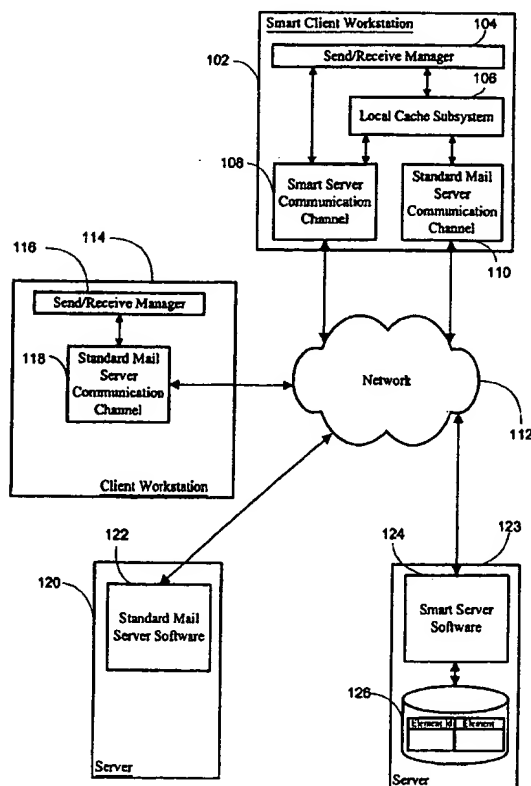 Smart Client Workstation
104
Send/Receive Manager
102
106
Local Cache Subsystem
108
Smart Server
Communication
Channel
Standard Mail
Server
Communication
Channel
110
114
116
Send/Receive Manager
118
Standard Mail
Server
Communication
Channel
Client Workstation
Network
112
122
120
Standard Mail
Server Software
Server
123
124
Smart Server
Software
126
Element Id
Element
Server